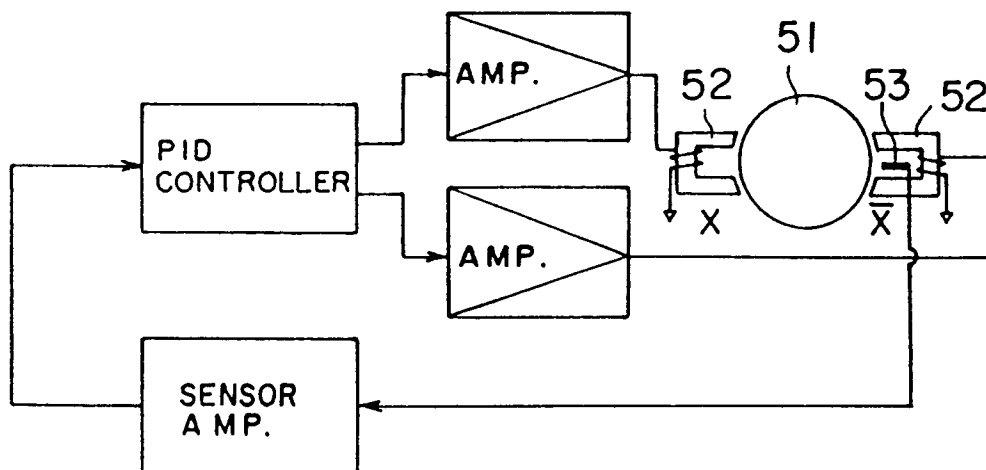 51
AMP.
52
53
52
PID
CONTROLLER
X
X̅
AMP.
SENSOR
AMP.